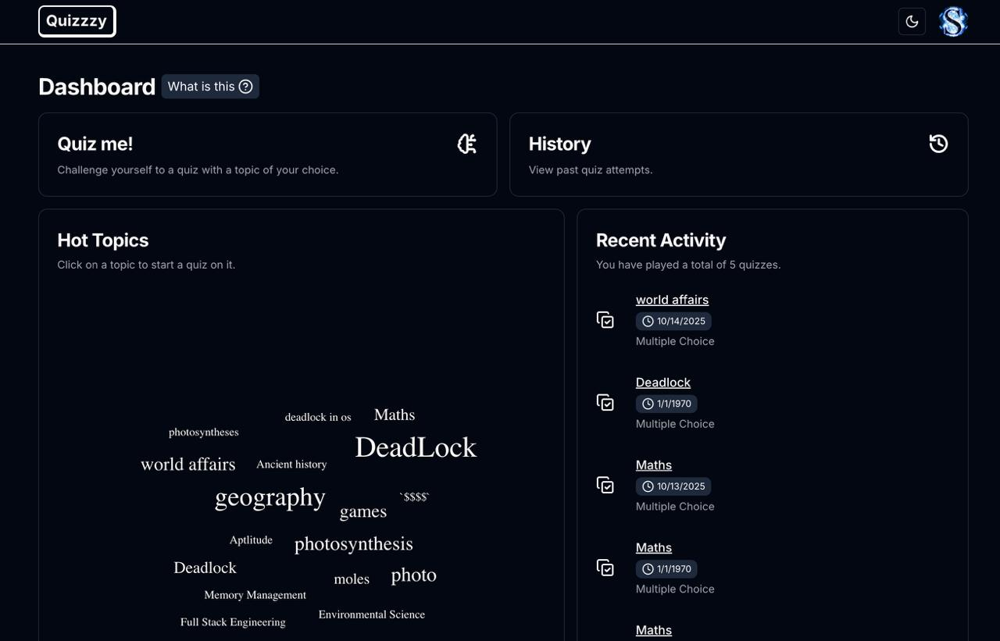 Quizzzy
Dashboard What is this
Quiz me!
Challenge yourself to a quiz with a topic of your choice.
History
View past quiz attempts.
Hot Topics
Click on a topic to start a quiz on it.
deadlock in os
Maths
photosyntheses
DeadLock
world affairs
Ancient history
geography
`$$$$`
games
Aptlitude
photosynthesis
Deadlock
moles
photo
Memory Management
Environmental Science
Full Stack Engineering
Recent Activity
You have played a total of 5 quizzes.
world affairs
10/14/2025
Multiple Choice
Deadlock
1/1/1970
Multiple Choice
Maths
10/13/2025
Multiple Choice
Maths
1/1/1970
Multiple Choice
Maths